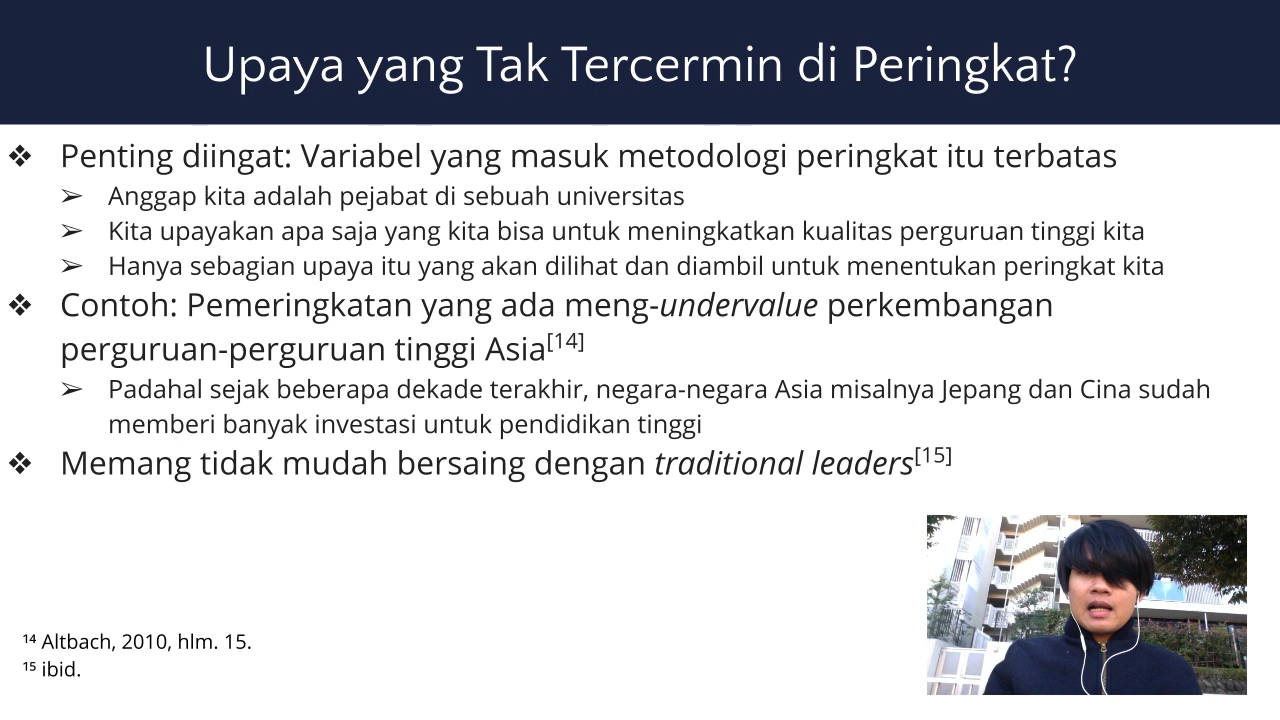 Upaya yang Tak Tercermin di Peringkat?
❖ Penting diingat: Variabel yang masuk metodologi peringkat itu terbatas
➢ Anggap kita adalah pejabat di sebuah universitas
➢ Kita upayakan apa saja yang kita bisa untuk meningkatkan kualitas perguruan tinggi kita
➢ Hanya sebagian upaya itu yang akan dilihat dan diambil untuk menentukan peringkat kita
❖ Contoh: Pemeringkatan yang ada meng-undervalue perkembangan
perguruan-perguruan tinggi Asia[14]
➢ Padahal sejak beberapa dekade terakhir, negara-negara Asia misalnya Jepang dan Cina sudah
memberi banyak investasi untuk pendidikan tinggi
❖ Memang tidak mudah bersaing dengan traditional leaders[15]
¹⁴ Altbach, 2010, hlm. 15.
¹⁵ ibid.